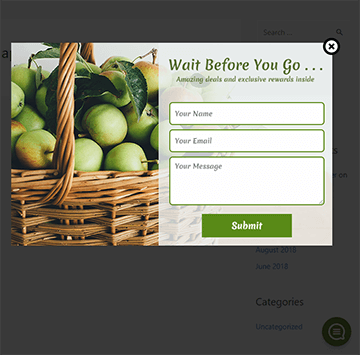 Search...
Wait Before You Go . . .
Amazing deals and exclusive rewards inside
Your Name
Your Email
Your Message
Submit
on
August 2018
June 2018
Categories
Uncategorized